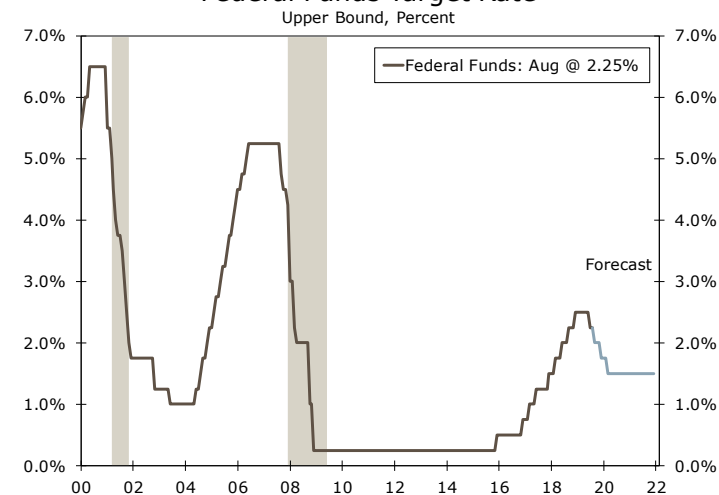 Federal Funds Target Rate
Upper Bound, Percent
7.0% 7.0%
Federal Funds: Aug @ 2.25%
6.0% 6.0%
5.0% 5.0%
4.0% 4.0%
Forecast
3.0% 3.0%
2.0% 2.0%
1.0% 1.0%
0.0% 0.0%
00 02 04 06 08 10 12 14 16 18 20 22